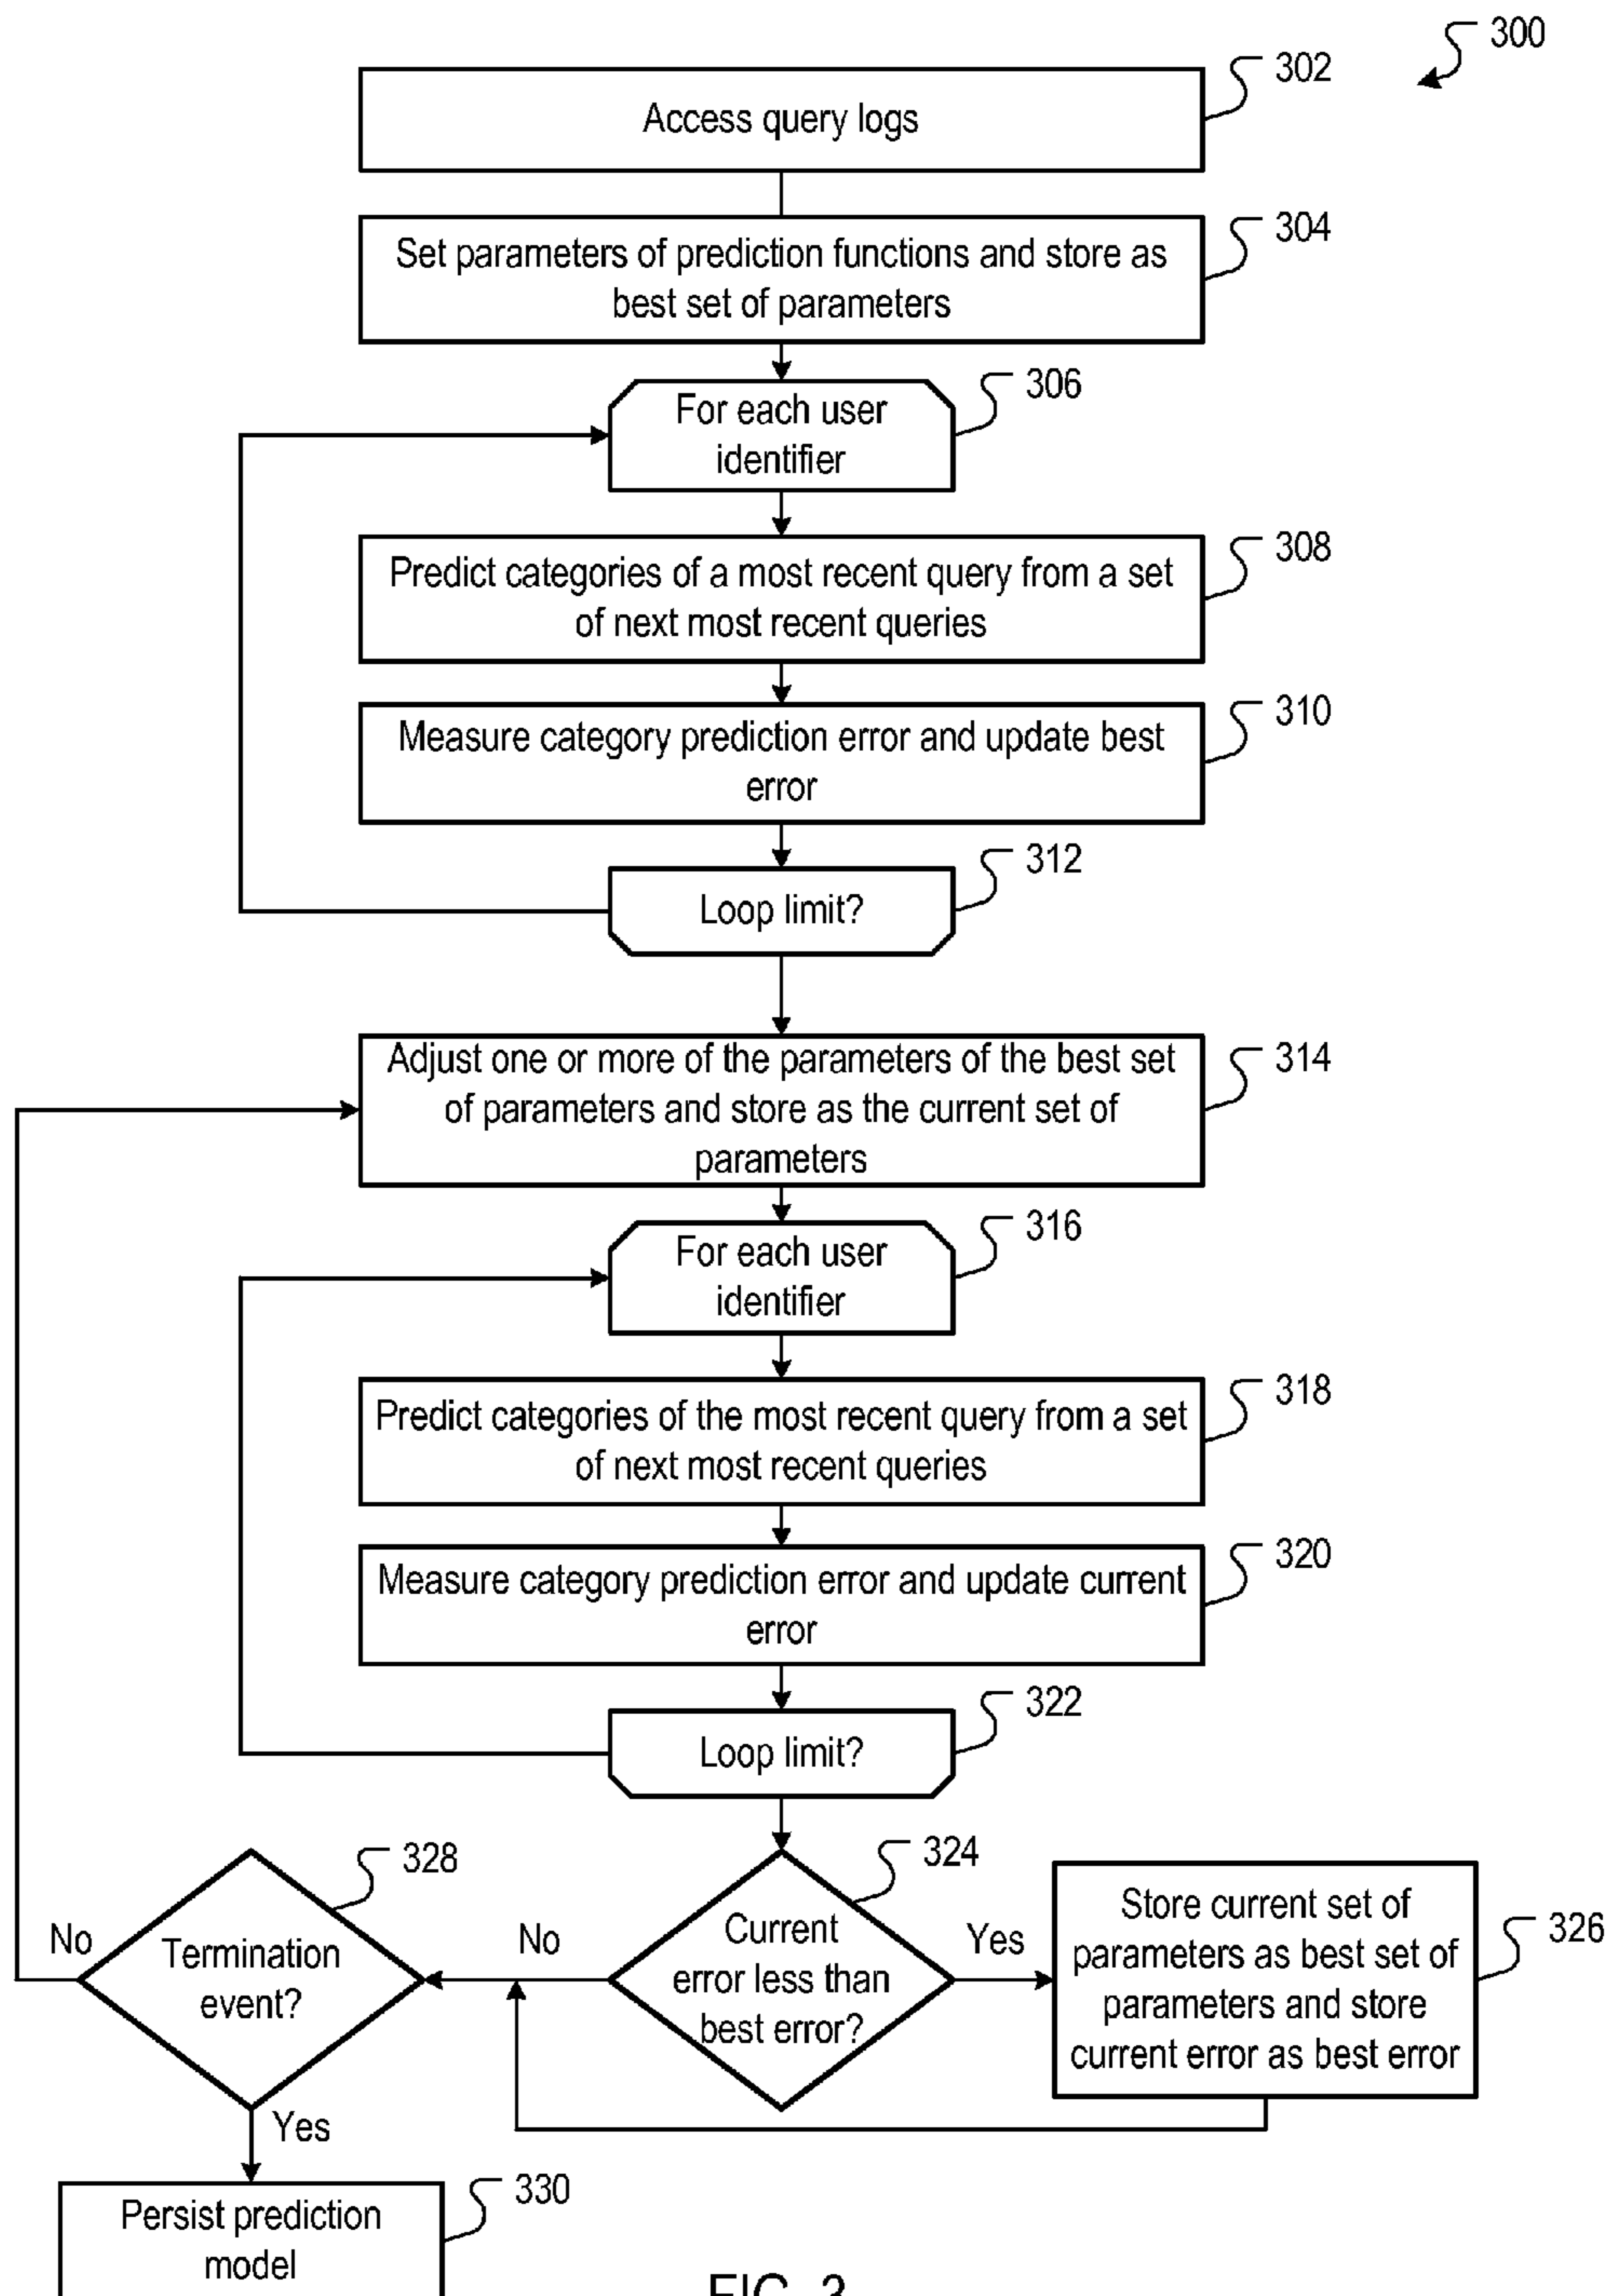 300
302
Access query logs
304
Set parameters of prediction functions and store as
best set of parameters
306
For each user
identifier
308
Predict categories of a most recent query from a set
of next most recent queries
310
Measure category prediction error and update best
error
312
Loop limit?
314
Adjust one or more of the parameters of the best set
of parameters and store as the current set of
parameters
316
For each user
identifier
318
Predict categories of the most recent query from a set
of next most recent queries
320
Measure category prediction error and update current
error
322
Loop limit?
324
Current
error less than
best error?
Yes
No
326
Store current set of
parameters as best set of
parameters and store
current error as best error
328
Termination
event?
No
Yes
330
Persist prediction
model
FIG. 3